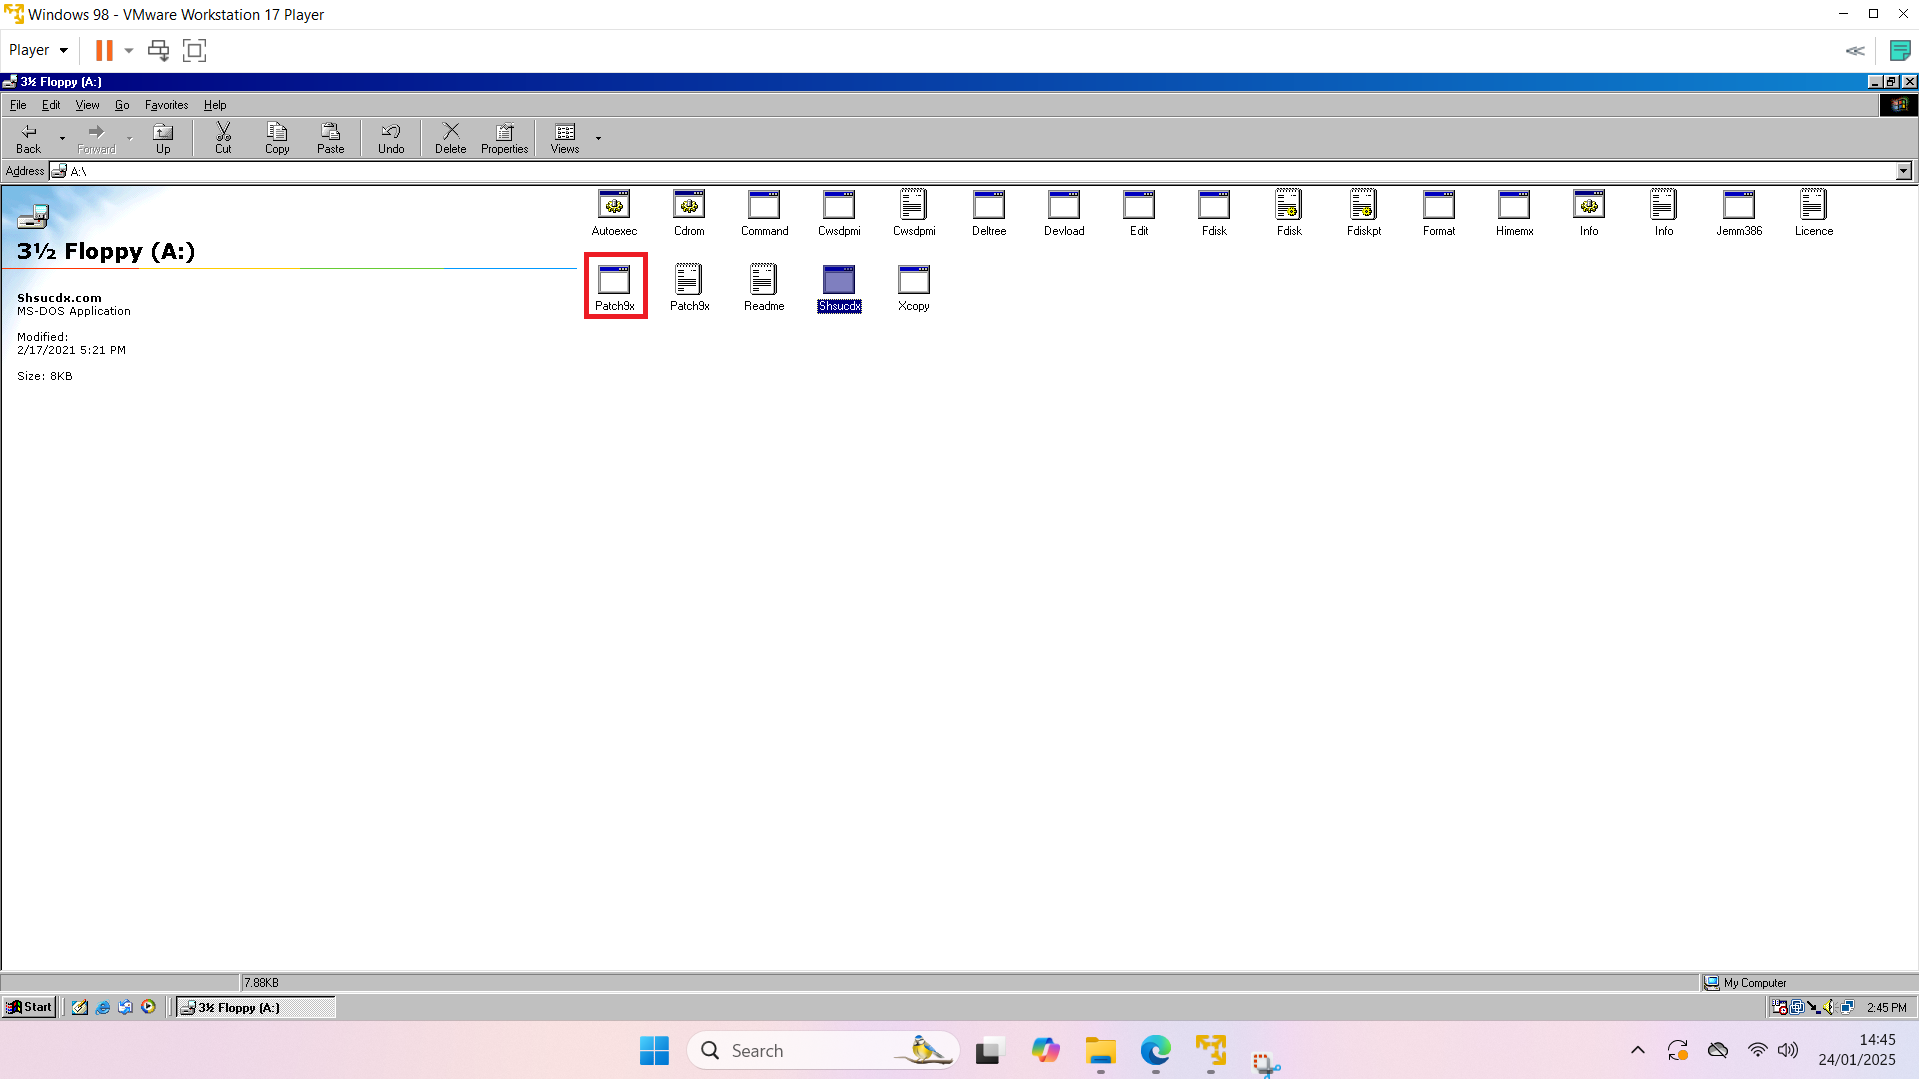 Windows 98 - VMware Workstation 17 Player
Player
3½ Floppy (A:)
File Edit View Go Favorites Help
Back Forward Up Cut Copy Paste Undo Delete Properties Views
Address A:\
Autoexec Cdrom Command Cwsdpmi Cwsdpmi Deltree Devload Edit Fdisk Fdisk Fdiskpt Format Himemx Info Info Jemm386 Licence
3½ Floppy (A:)
Patch9x Patch9x Readme Shsucdx Xcopy
Shsucdx.com
MS-DOS Application
Modified:
2/17/2021 5:21 PM
Size: 8KB
7.88KB My Computer
Start 3½ Floppy (A:) 2:45 PM
Search
14:45
24/01/2025